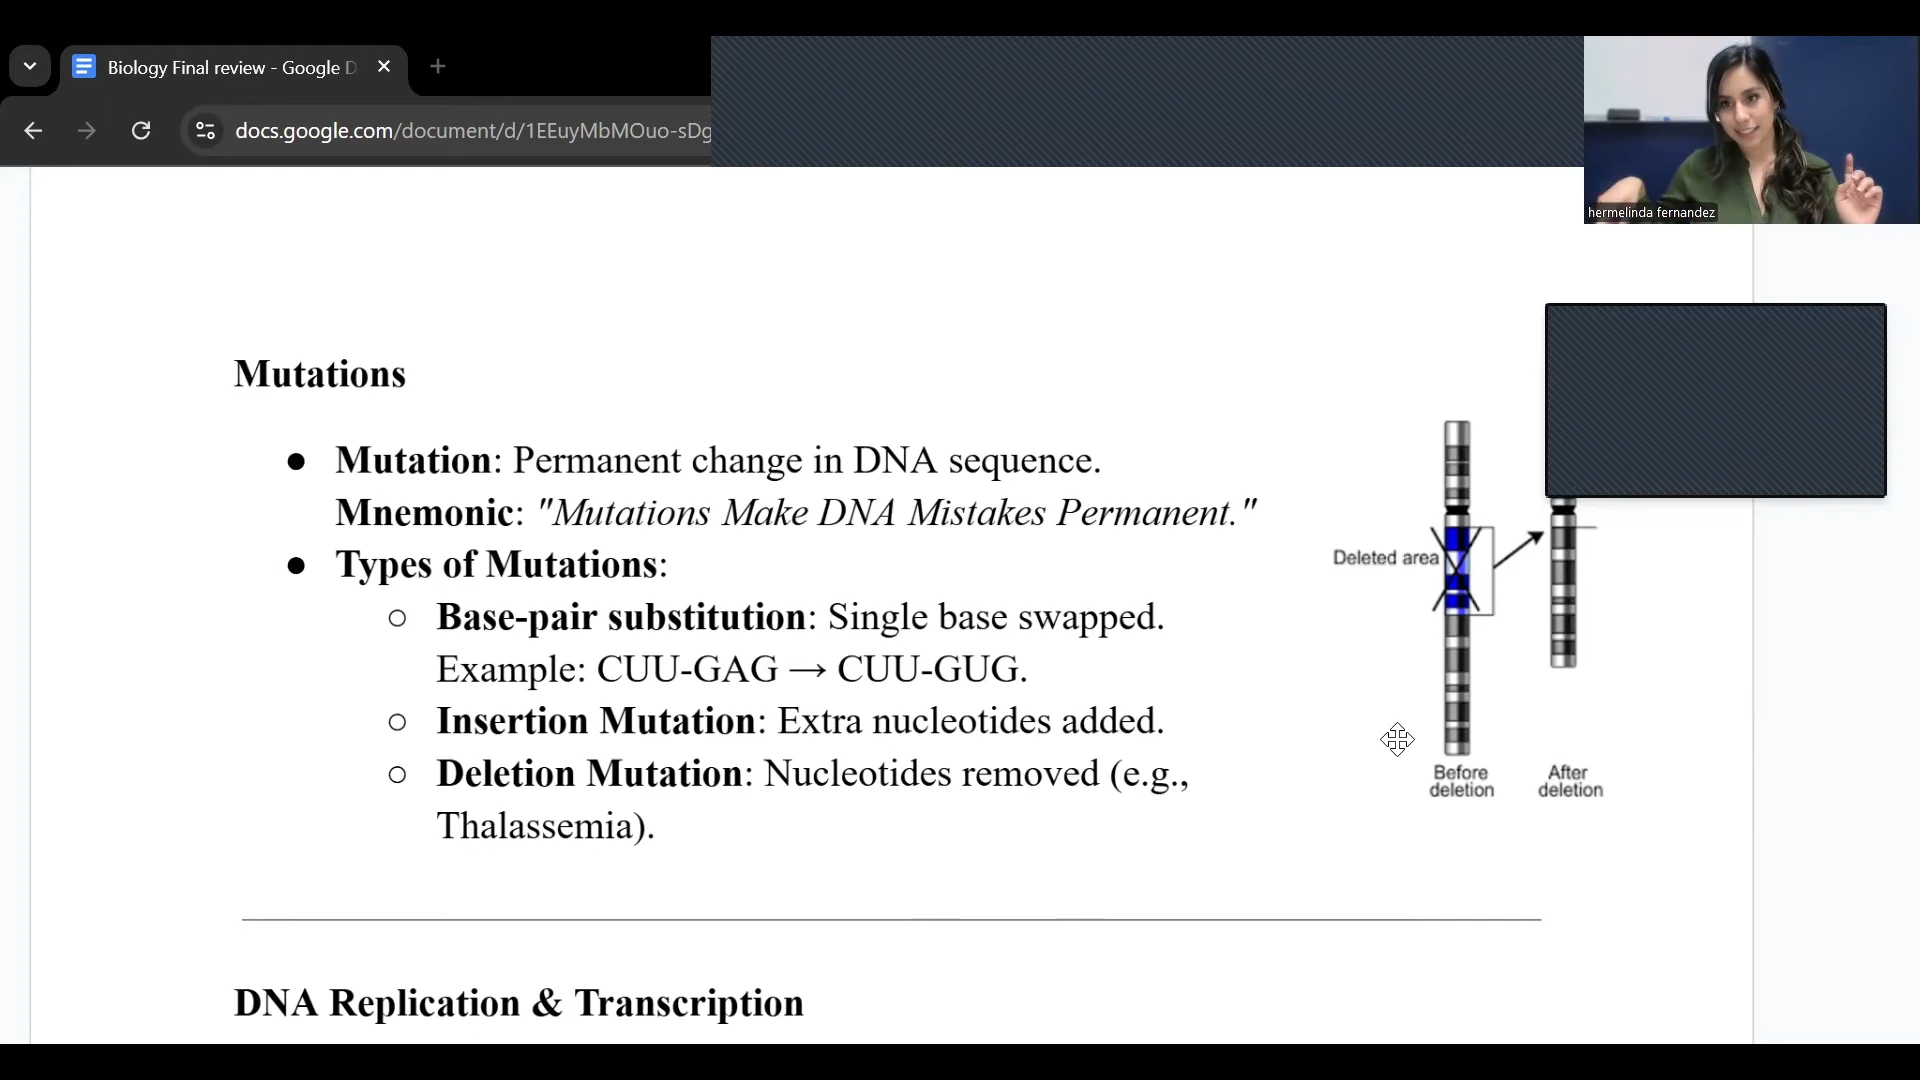 Biology Final review - Google D
docs.google.com/document/d/1EEuyMbMOuo-sDg
hermelinda fernandez
Mutations
● Mutation: Permanent change in DNA sequence.
Mnemonic: "Mutations Make DNA Mistakes Permanent."
● Types of Mutations:
○ Base-pair substitution: Single base swapped.
Example: CUU-GAG → CUU-GUG.
○ Insertion Mutation: Extra nucleotides added.
○ Deletion Mutation: Nucleotides removed (e.g.,
Thalassemia).
Deleted area
Before
deletion
After
deletion
DNA Replication & Transcription